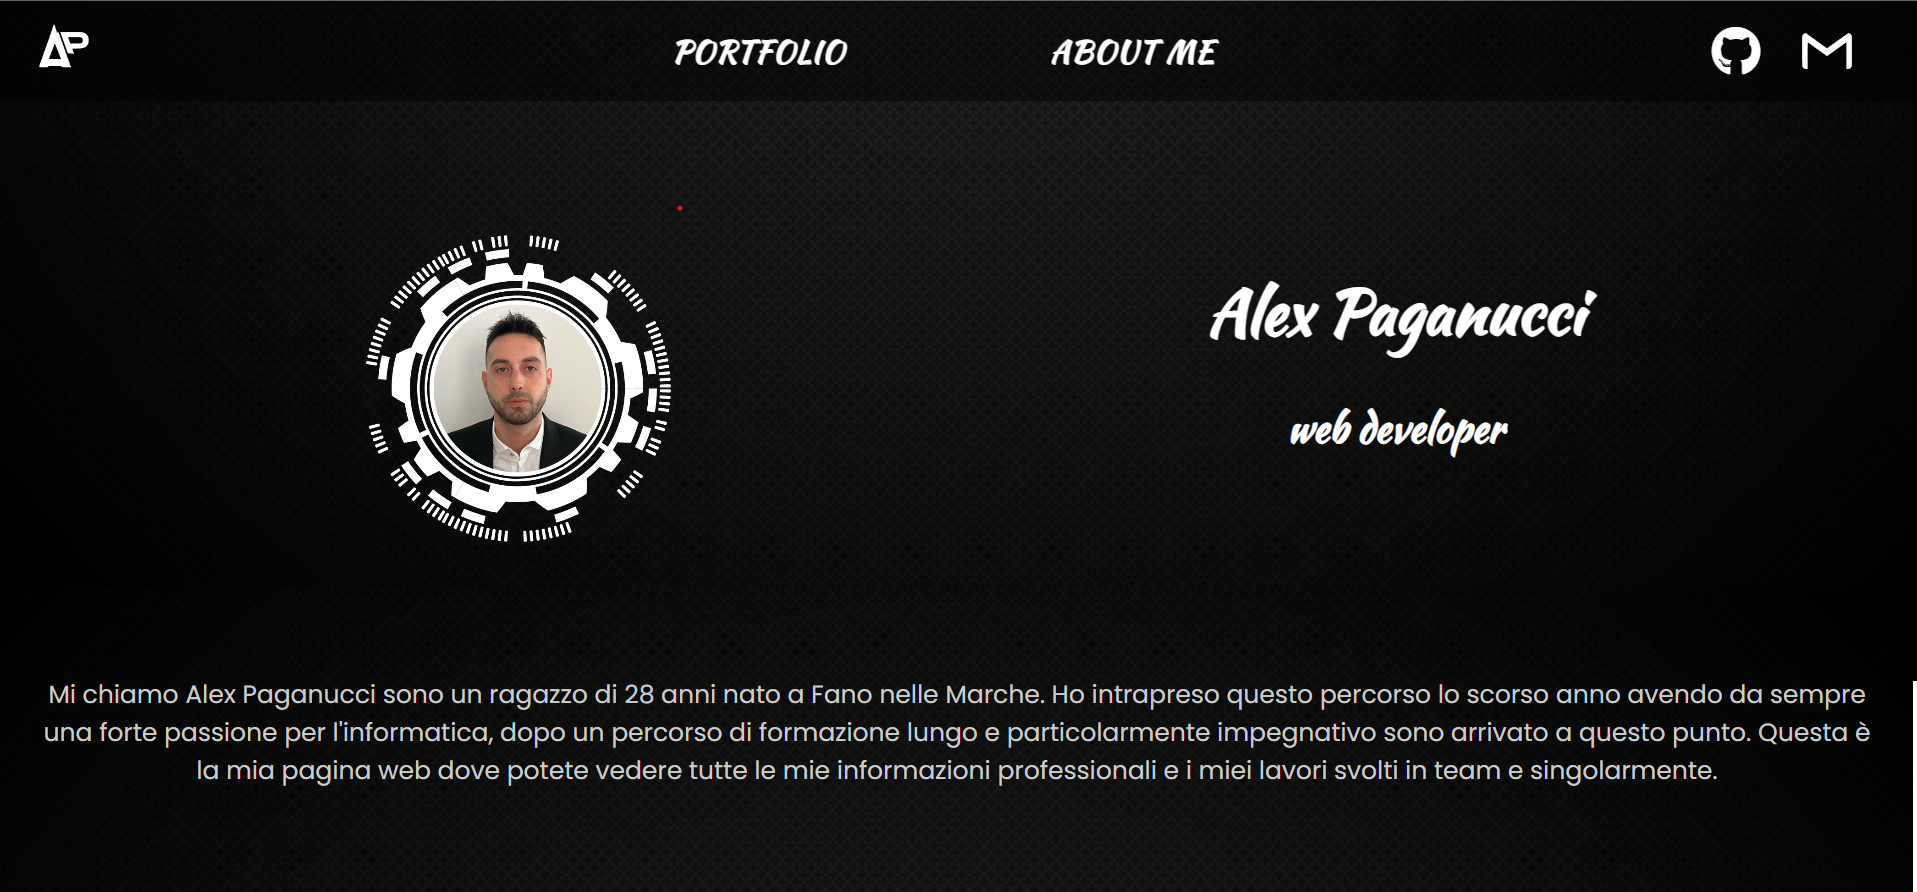 AP
PORTFOLIO
ABOUT ME
Alex Paganucci
web developer
Mi chiamo Alex Paganucci sono un ragazzo di 28 anni nato a Fano nelle Marche. Ho intrapreso questo percorso lo scorso anno avendo da sempre
una forte passione per l'informatica, dopo un percorso di formazione lungo e particolarmente impegnativo sono arrivato a questo punto. Questa è
la mia pagina web dove potete vedere tutte le mie informazioni professionali e i miei lavori svolti in team e singolarmente.